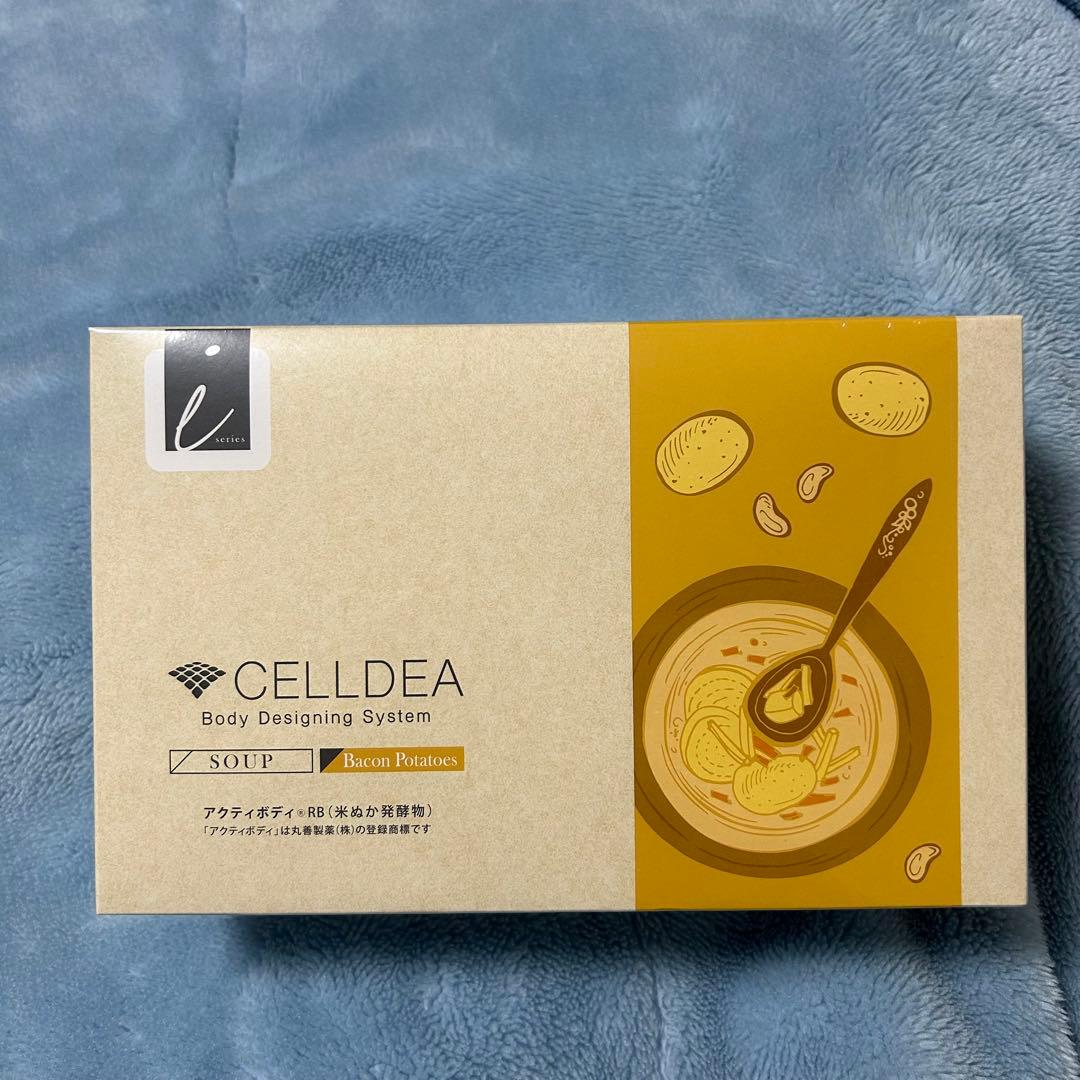 i
series
CELLDEA
Body Designing System
SOUP
Bacon Potatoes
アクティボディ®RB(米ぬか発酵物)
「アクティボディ」は丸善製薬(株)の登録商標です